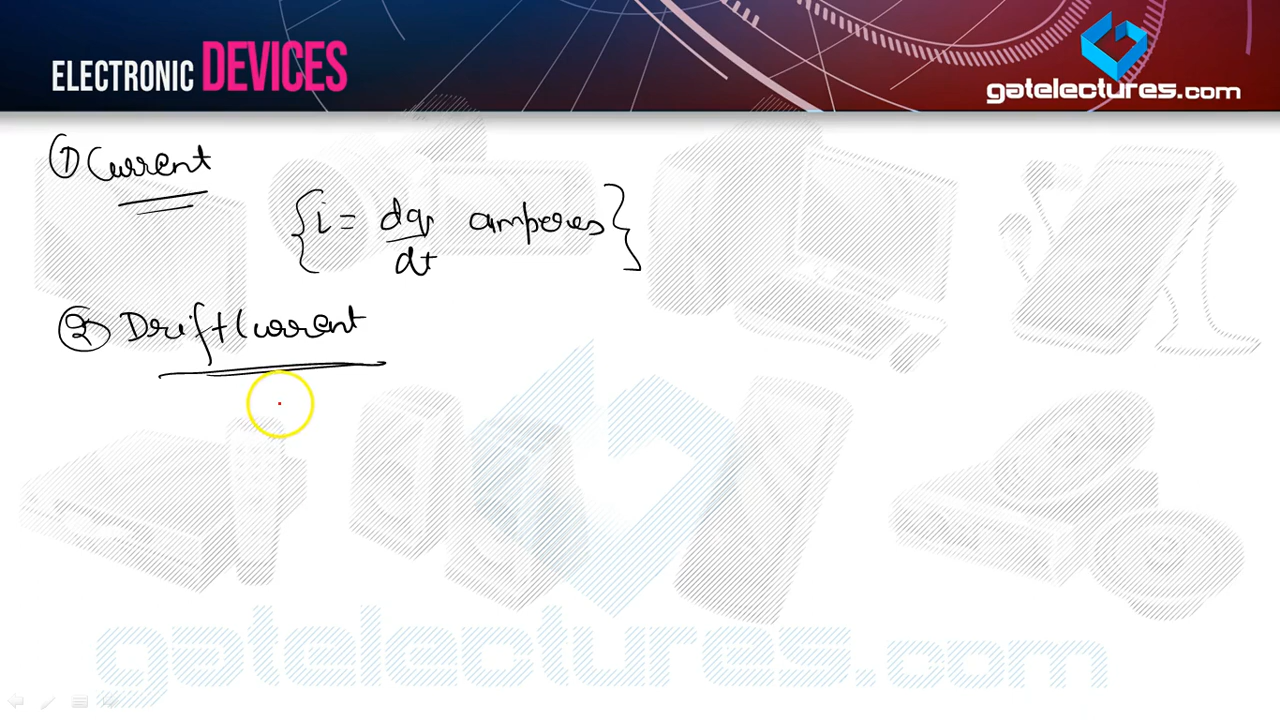 ELECTRONIC DEVICES
gatelectures.com
① Current
{i = dq/dt amperes}
② Drift Current
gatelectures.com